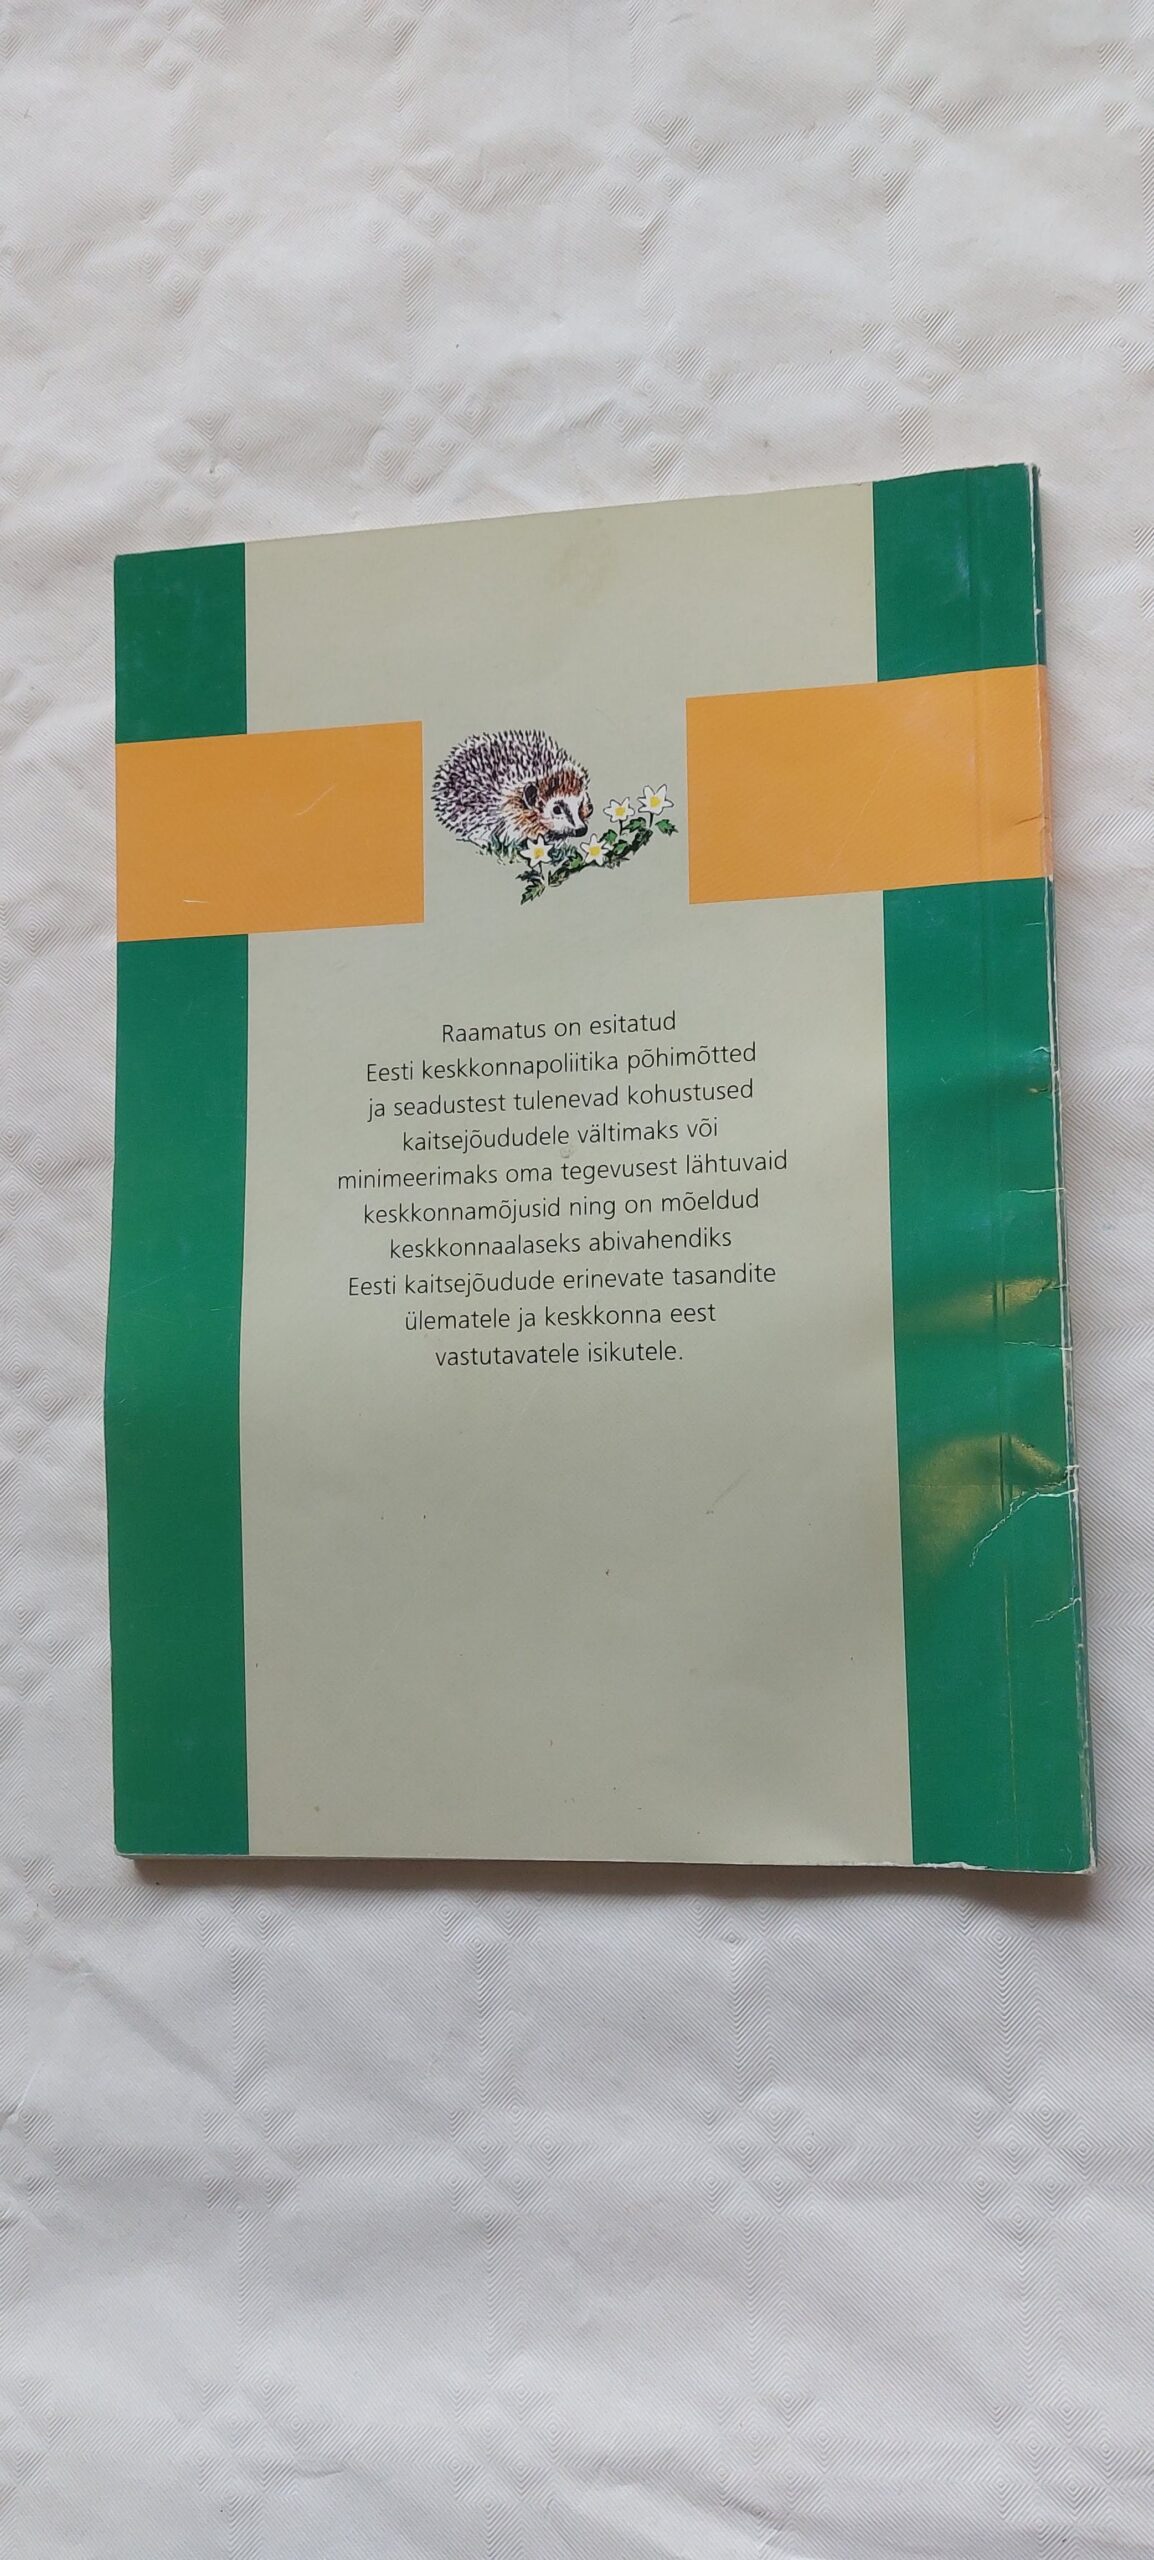 Raamatus on esitatud
Eesti keskkonnapoliitika põhimõtted
ja seadustest tulenevad kohustused
kaitsejõududele vältimaks või
minimeerimaks oma tegevusest lähtuvaid
keskkonnamõjusid ning on mõeldud
keskkonnaalaseks abivahendiks
Eesti kaitsejõudude erinevate tasandite
ülematele ja keskkonna eest
vastutavatele isikutele.